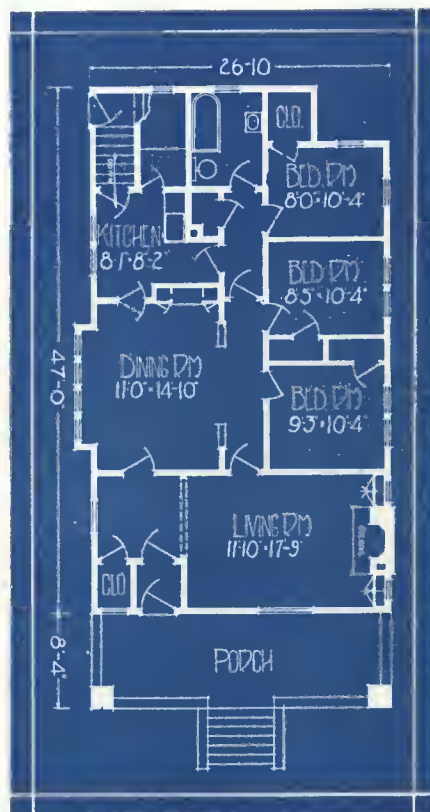 26-10
CLO.
BED. RM
8'0"·10'-4"
KITCHEN
8'-1"·8'-2"
BED RM
8'5"·10'-4"
47'-0"
DINING RM
11'0"·14'-10"
BED. RM
9'3"·10'-4"
LIVING RM
11'-10"·17'-9"
CLO
8'-4"
PORCH